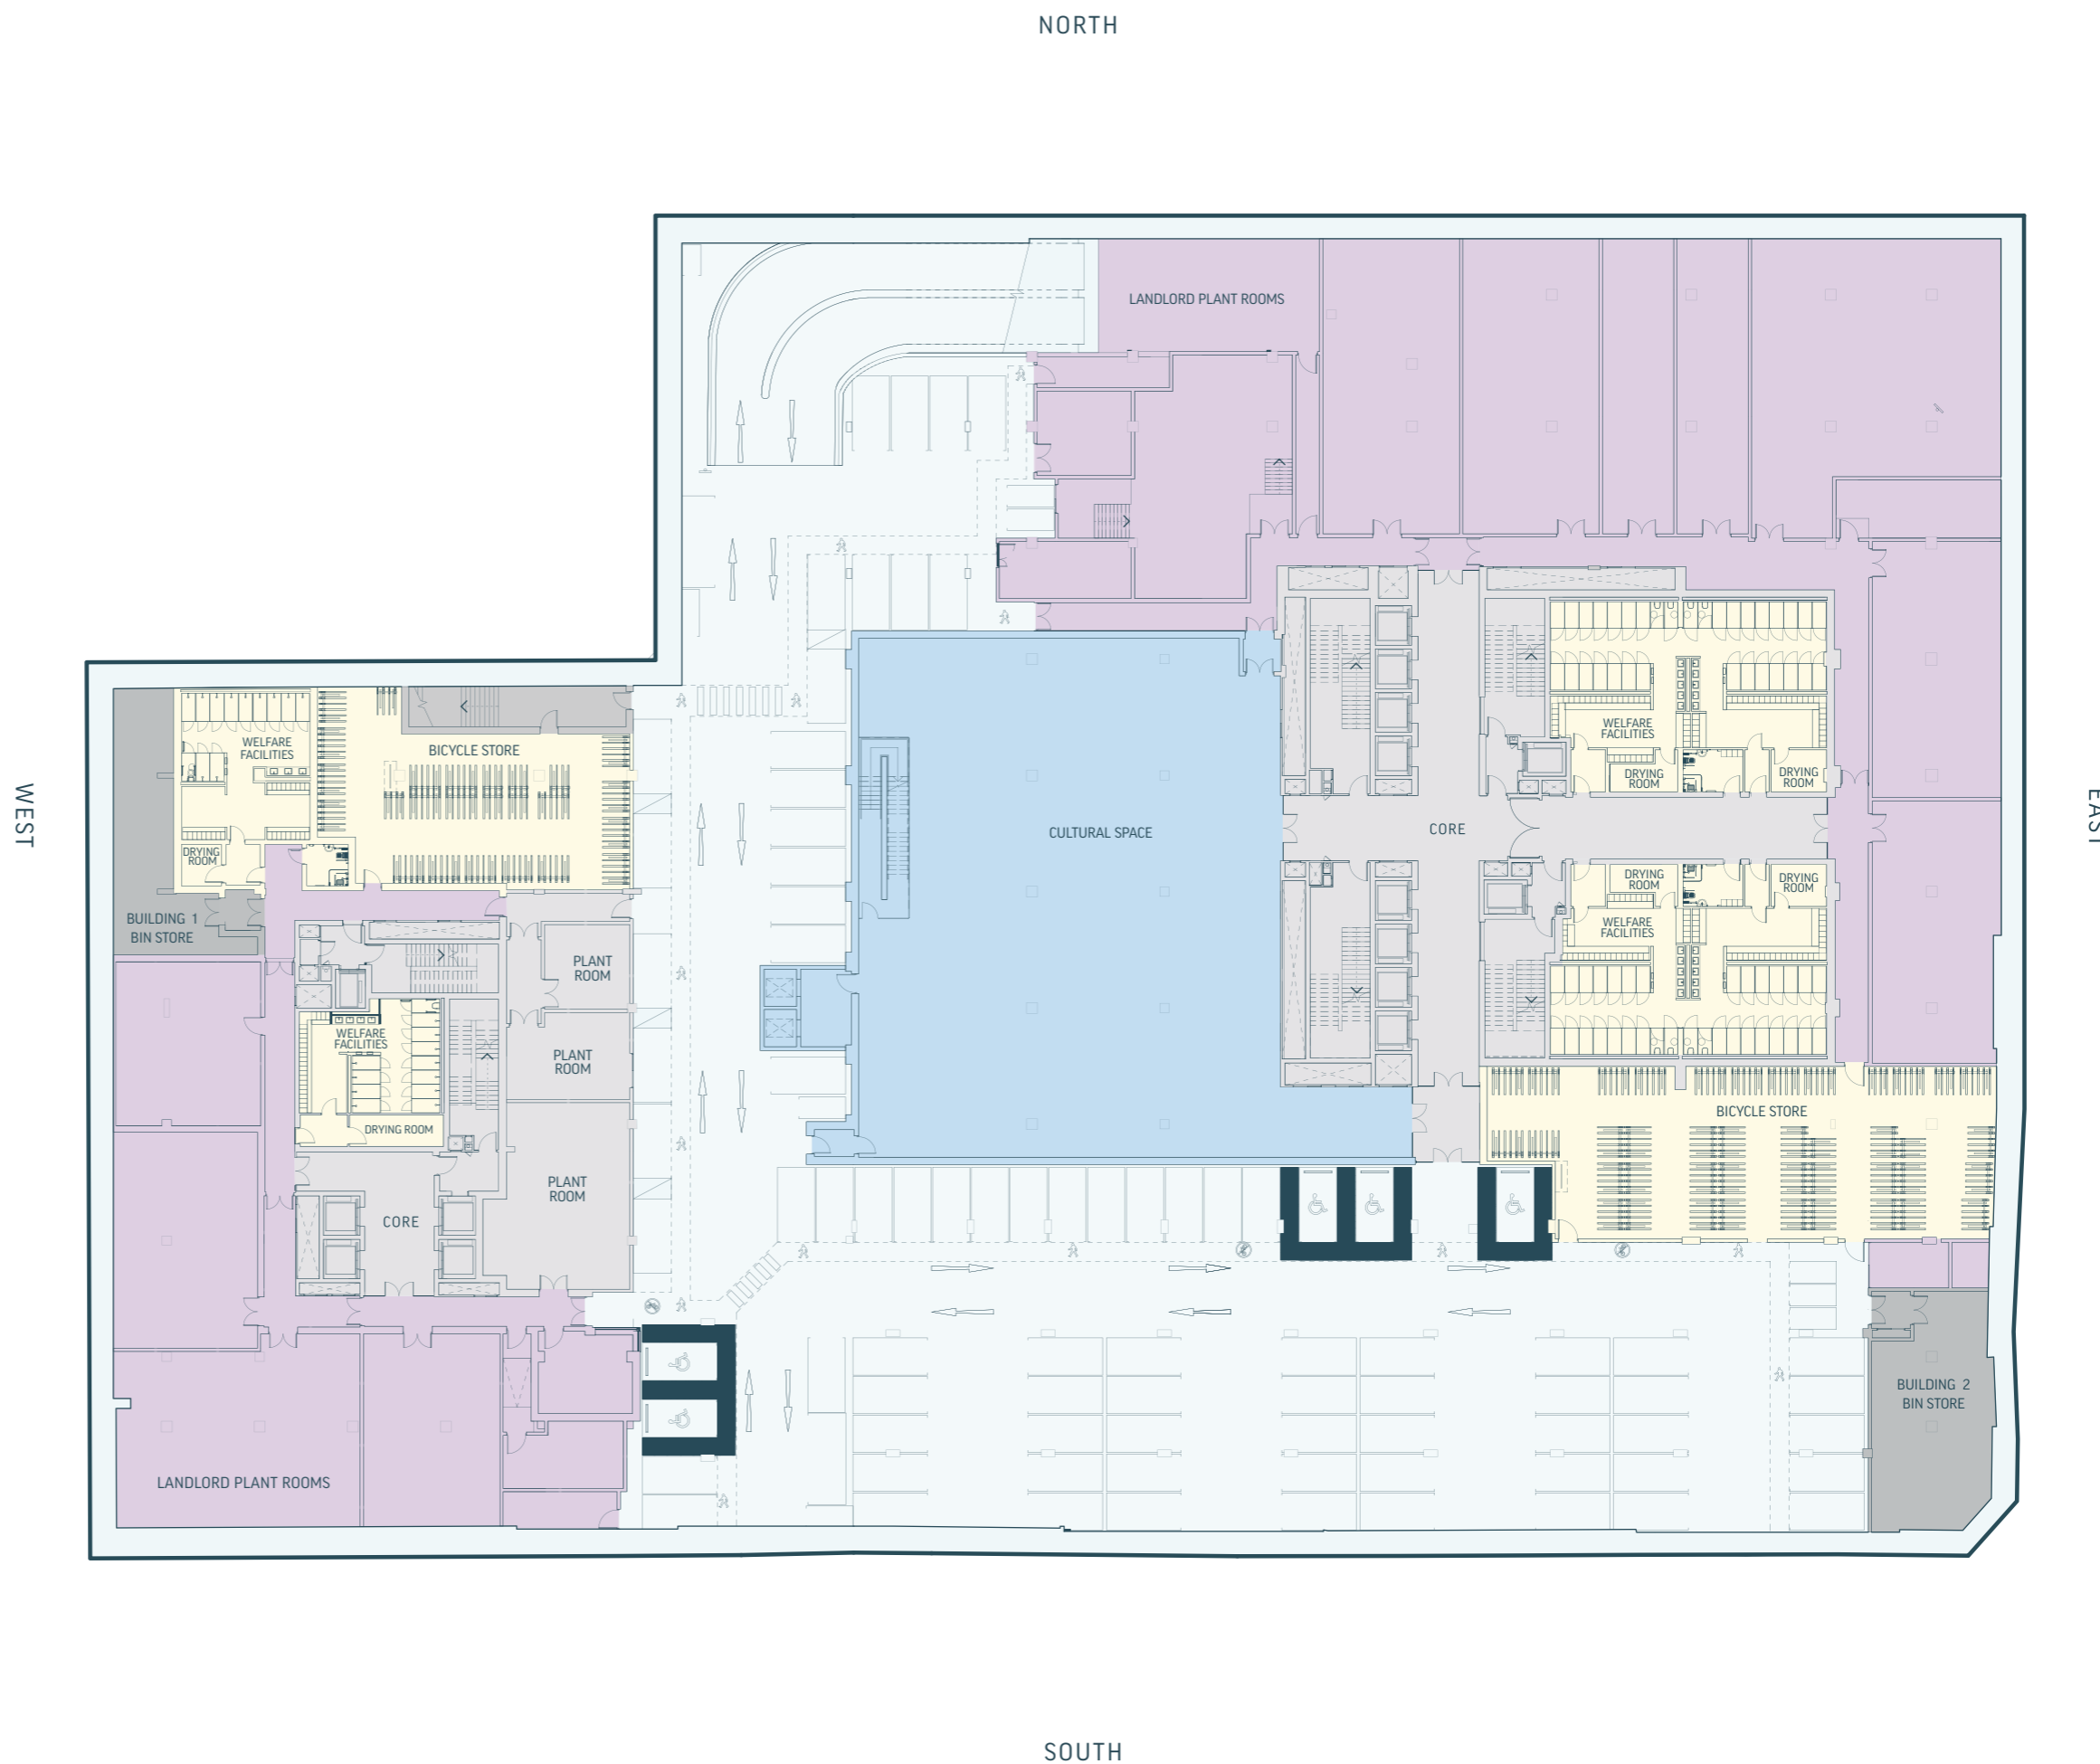 NORTH
LANDLORD PLANT ROOMS
WELFARE
FACILITIES
BICYCLE STORE
WELFARE
FACILITIES
DRYING
ROOM
DRYING
ROOM
WEST
EAST
CULTURAL SPACE
CORE
DRYING
ROOM
DRYING
ROOM
DRYING
ROOM
WELFARE
FACILITIES
BUILDING 1
BIN STORE
PLANT
ROOM
WELFARE
FACILITIES
PLANT
ROOM
BICYCLE STORE
DRYING ROOM
PLANT
ROOM
CORE
BUILDING 2
BIN STORE
LANDLORD PLANT ROOMS
SOUTH